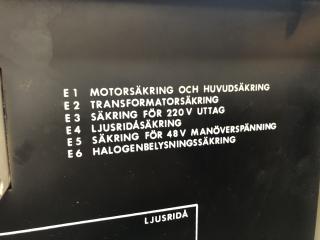 E 1 MOTORSÄKRING OCH HUVUDSÄKRING
E 2 TRANSFORMATORSÄKRING
E 3 SÄKRING FÖR 220 V UTTAG
E 4 LJUSRIDÅSÄKRING
E 5 SÄKRING FÖR 48 V MANÖVERSPÄNNING
E 6 HALOGENBELYSNINGSSÄKRING
LJUSRIDÅ